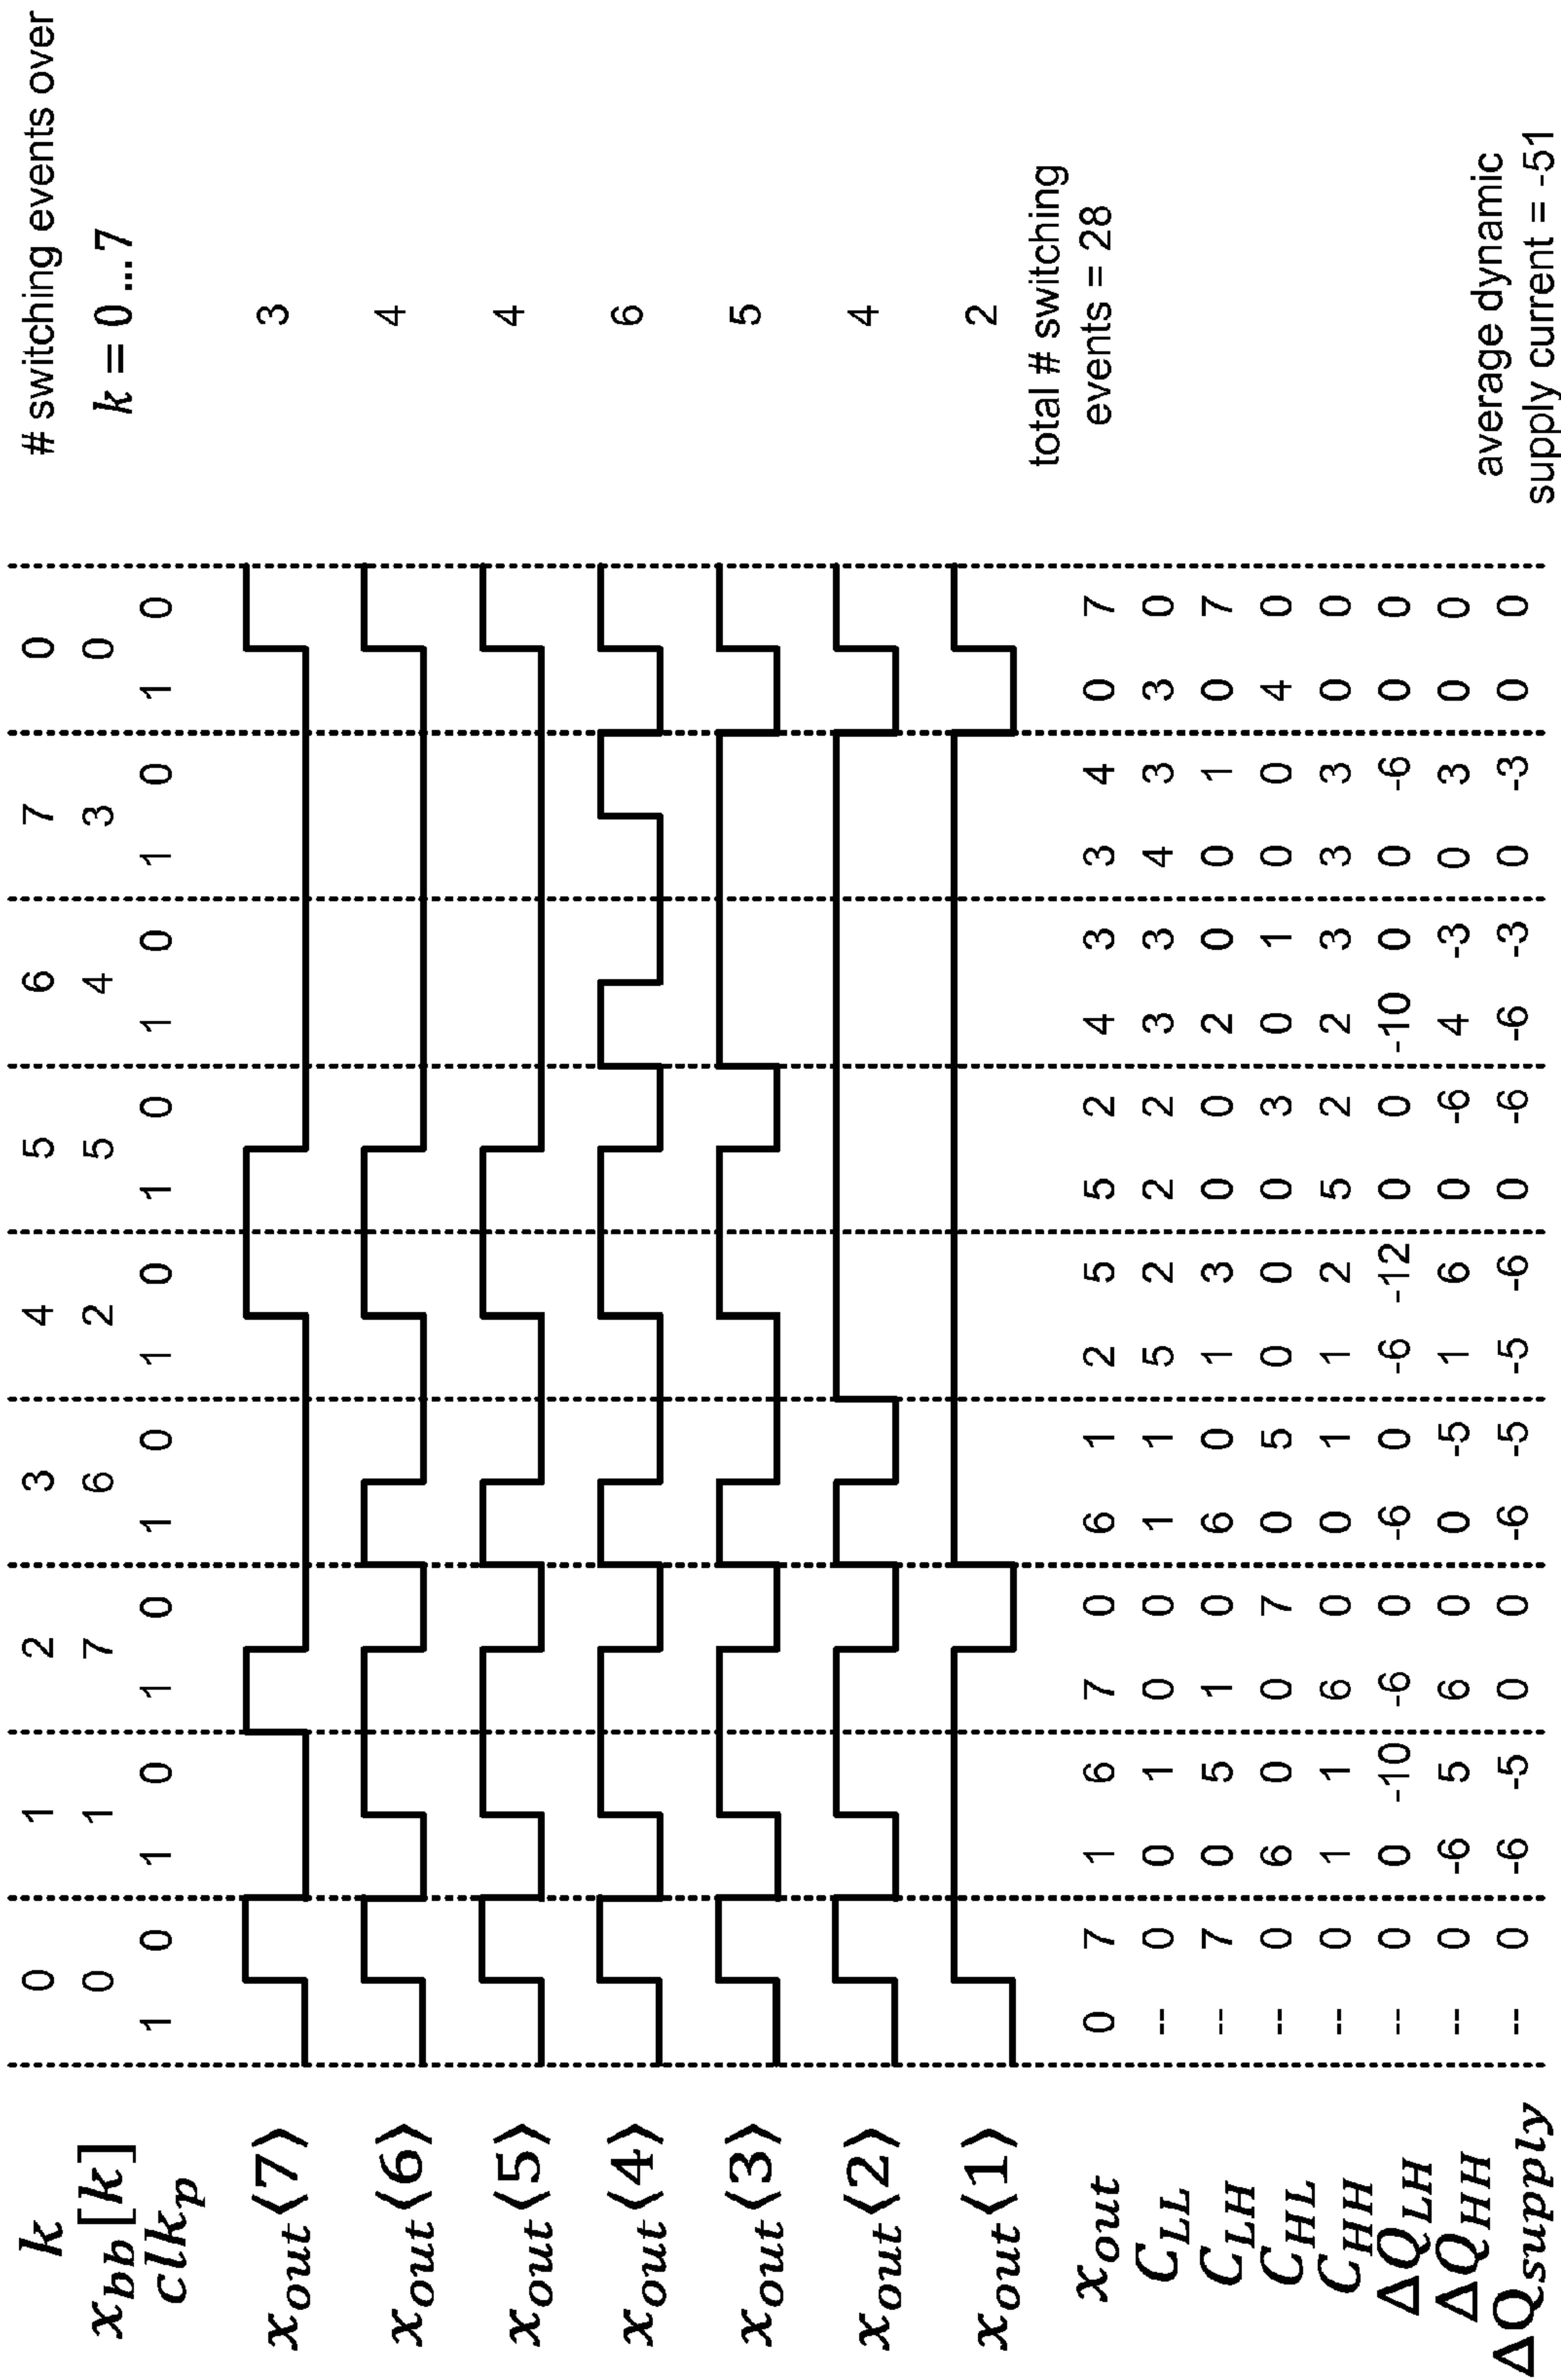 k 0 1 2 3 4 5 6 7 0 # switching events over
x_bb[k] 0 1 7 6 2 5 4 3 0 k = 0 ... 7
clk_p 1 0 1 0 1 0 1 0 1 0 1 0 1 0 1 0 1 0
x_out⟨7⟩ 3
x_out⟨6⟩ 4
x_out⟨5⟩ 4
x_out⟨4⟩ 6
x_out⟨3⟩ 5
x_out⟨2⟩ 4
x_out⟨1⟩ 2
total # switching
events = 28
x_out 0 7 1 6 7 0 6 1 2 5 5 2 4 3 3 4 0 7
C_LL -- 0 0 1 0 0 1 1 5 2 2 2 3 3 4 3 3 0
C_LH -- 7 0 5 1 0 6 0 1 3 0 0 2 0 0 1 0 7
C_HL -- 0 6 0 0 7 0 5 0 0 0 3 0 1 0 0 4 0
C_HH -- 0 1 1 6 0 0 1 1 2 5 2 2 3 3 3 0 0
ΔQ_LH -- 0 0 -10 -6 0 -6 0 -6 -12 0 0 -10 0 0 -6 0 0
ΔQ_HH -- 0 -6 5 6 0 0 -5 1 6 0 -6 4 -3 0 3 0 0
ΔQ_supply -- 0 -6 -5 0 0 -6 -5 -5 -6 0 -6 -6 -3 0 -3 0 0
average dynamic
supply current = -51